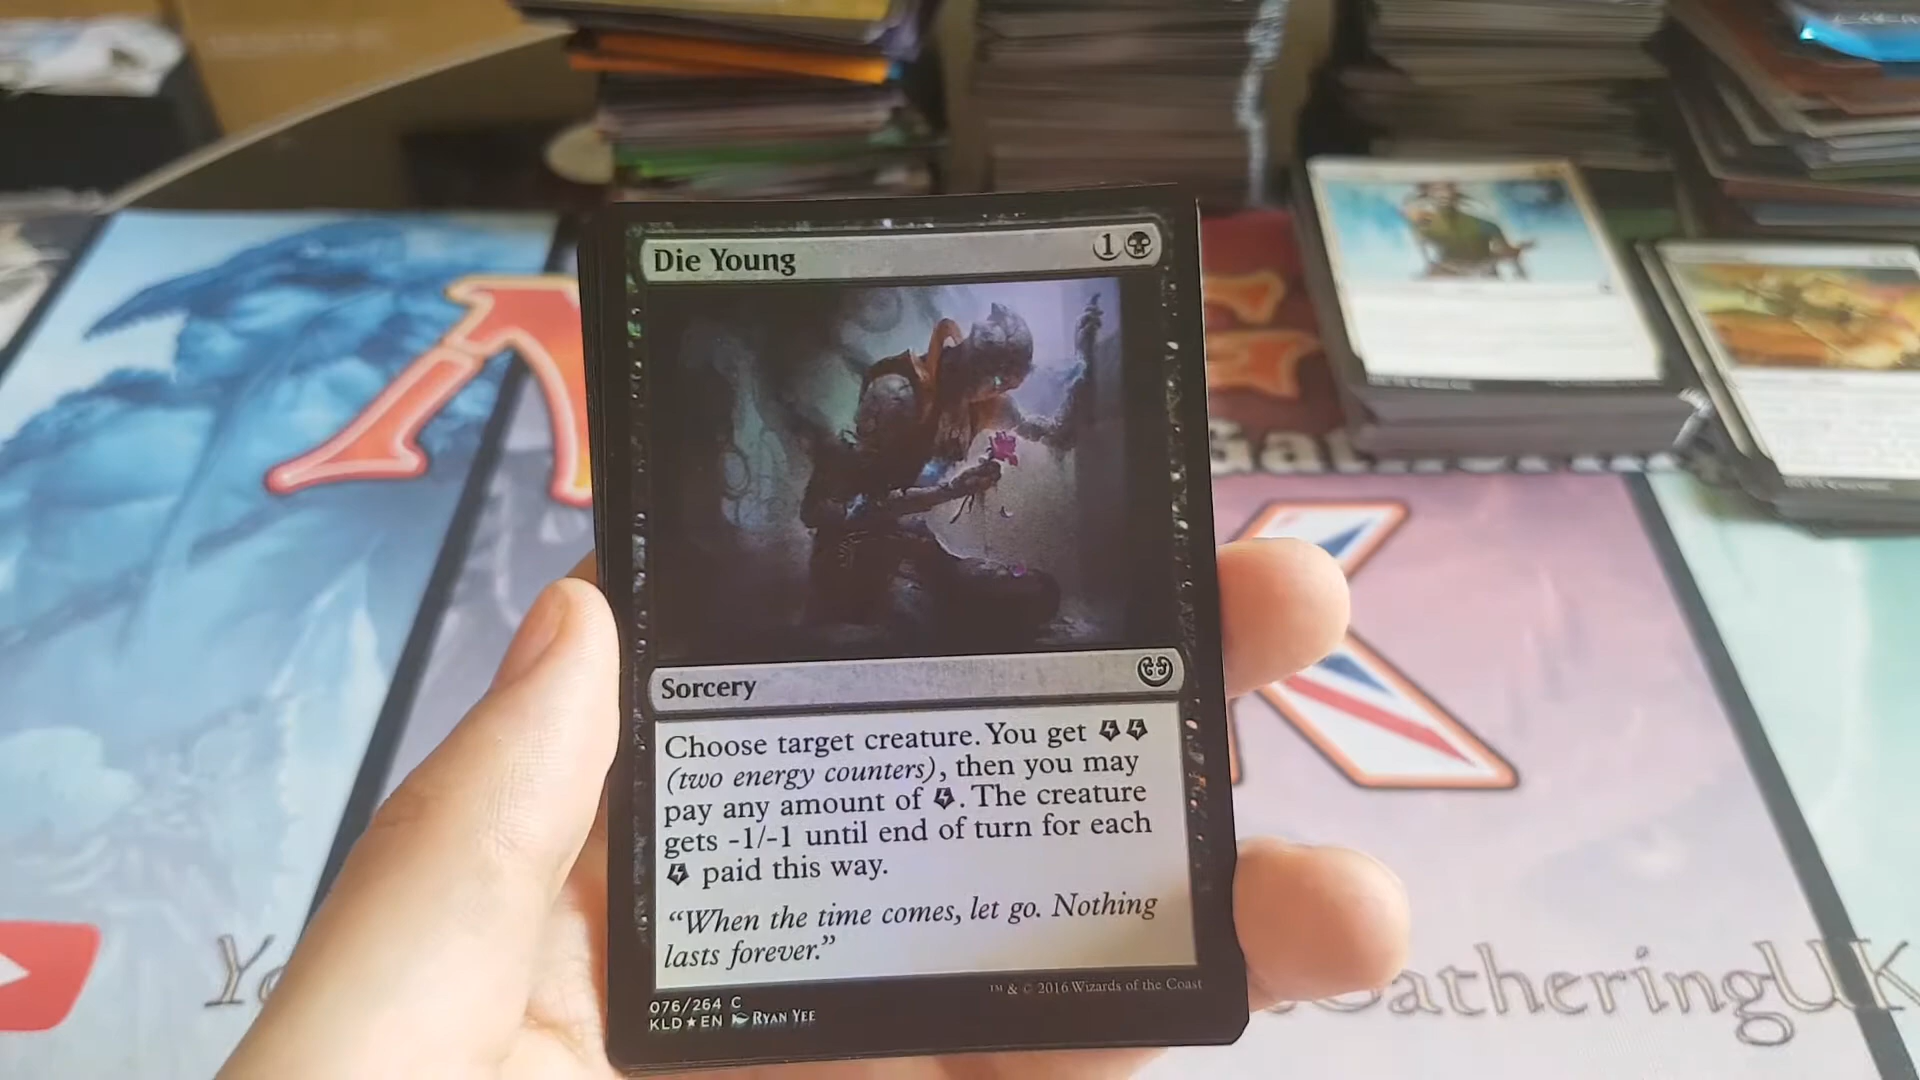 Die Young
1
Sorcery
Choose target creature. You get
(two energy counters), then you may
pay any amount of . The creature
gets -1/-1 until end of turn for each
paid this way.
“When the time comes, let go. Nothing
lasts forever.”
™ & © 2016 Wizards of the Coast
076/264 C
KLD★EN Ryan Yee
GatheringUK